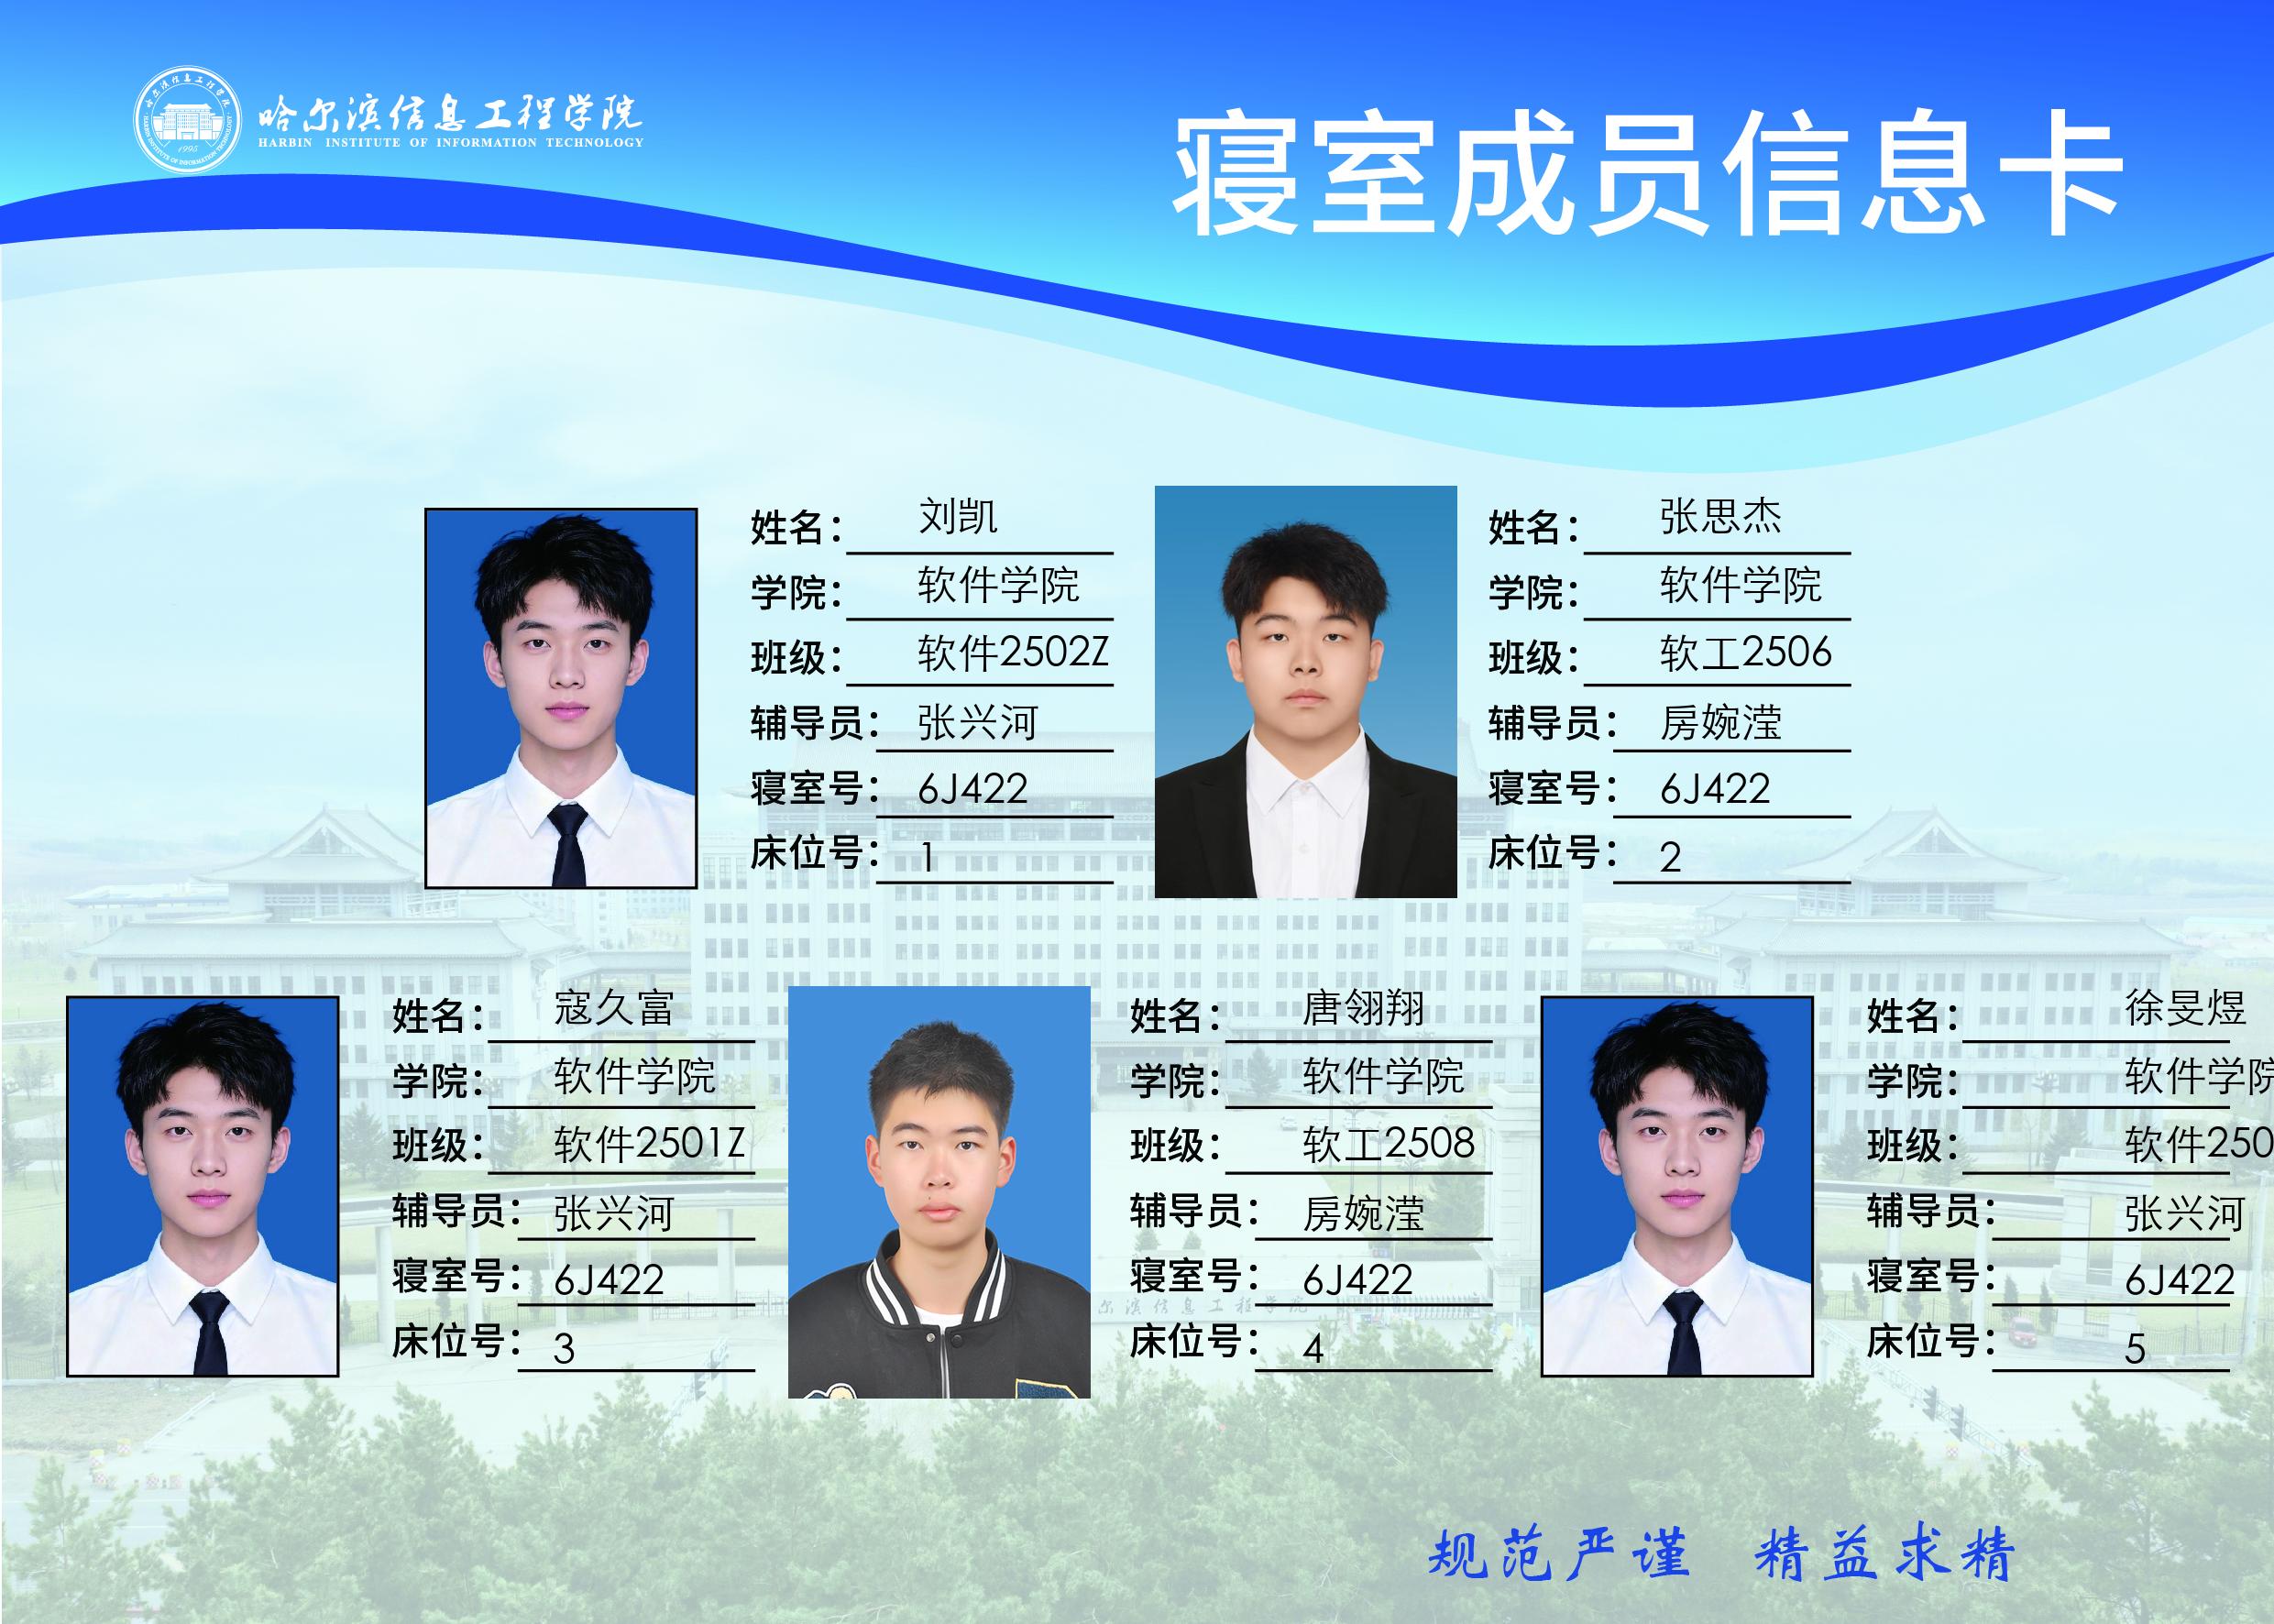 哈尔滨信息工程学院
HARBIN INSTITUTE OF INFORMATION TECHNOLOGY
1995
寝室成员信息卡
姓名：刘凯
学院：软件学院
班级：软件2502Z
辅导员：张兴河
寝室号：6J422
床位号：1
姓名：张思杰
学院：软件学院
班级：软工2506
辅导员：房婉滢
寝室号：6J422
床位号：2
姓名：寇久富
学院：软件学院
班级：软件2501Z
辅导员：张兴河
寝室号：6J422
床位号：3
姓名：唐翎翔
学院：软件学院
班级：软工2508
辅导员：房婉滢
寝室号：6J422
床位号：4
姓名：徐旻煜
学院：软件学院
班级：软件250
辅导员：张兴河
寝室号：6J422
床位号：5
尔滨信息工程学院
规范严谨 精益求精